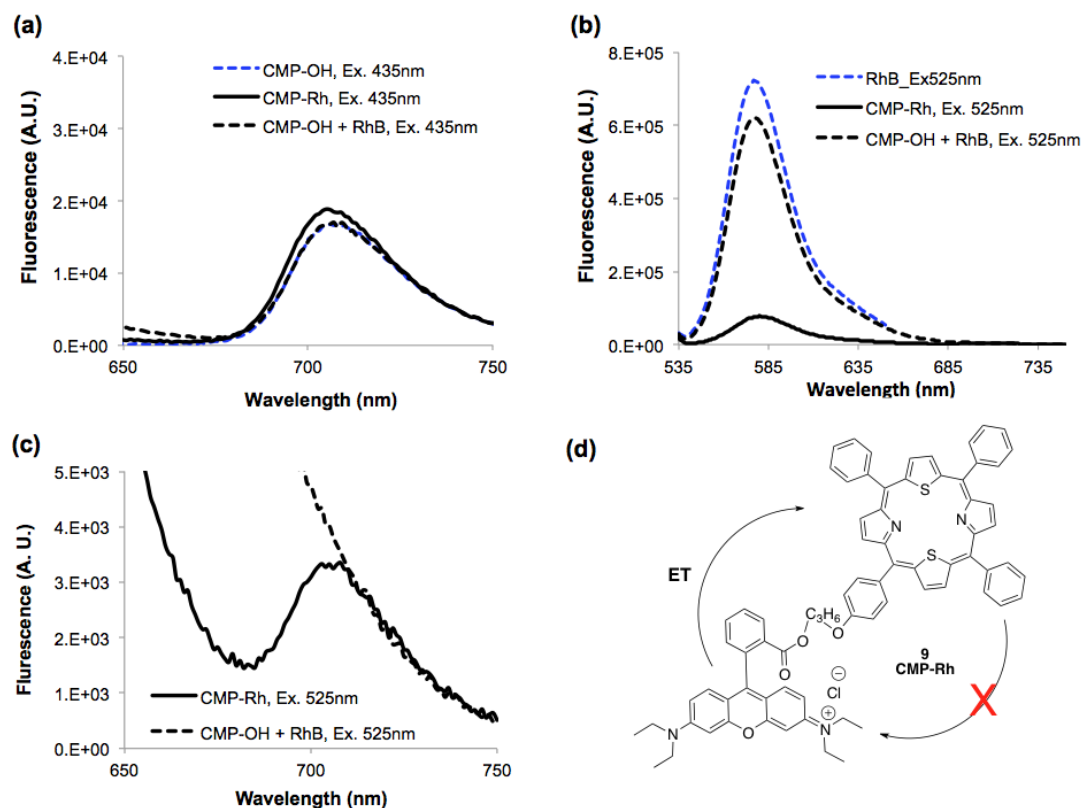 (a)
4.E+04
3.E+04
2.E+04
1.E+04
0.E+00
Fluorescence (A.U.)
CMP-OH, Ex. 435nm
CMP-Rh, Ex. 435nm
CMP-OH + RhB, Ex. 435nm
650
700
750
Wavelength (nm)
(b)
8.E+05
6.E+05
4.E+05
2.E+05
0.E+00
Fluorescence (A.U.)
RhB_Ex525nm
CMP-Rh, Ex. 525nm
CMP-OH + RhB, Ex. 525nm
535
585
635
685
735
Wavelength (nm)
(c)
5.E+03
4.E+03
3.E+03
2.E+03
1.E+03
0.E+00
Flurescence (A. U.)
CMP-Rh, Ex. 525nm
CMP-OH + RhB, Ex. 525nm
650
700
750
Wavelength (nm)
(d)
S
N
N
S
ET
C3H6
O
O
O
9
CMP-Rh
⊖
Cl
X
N
O
N
⊕